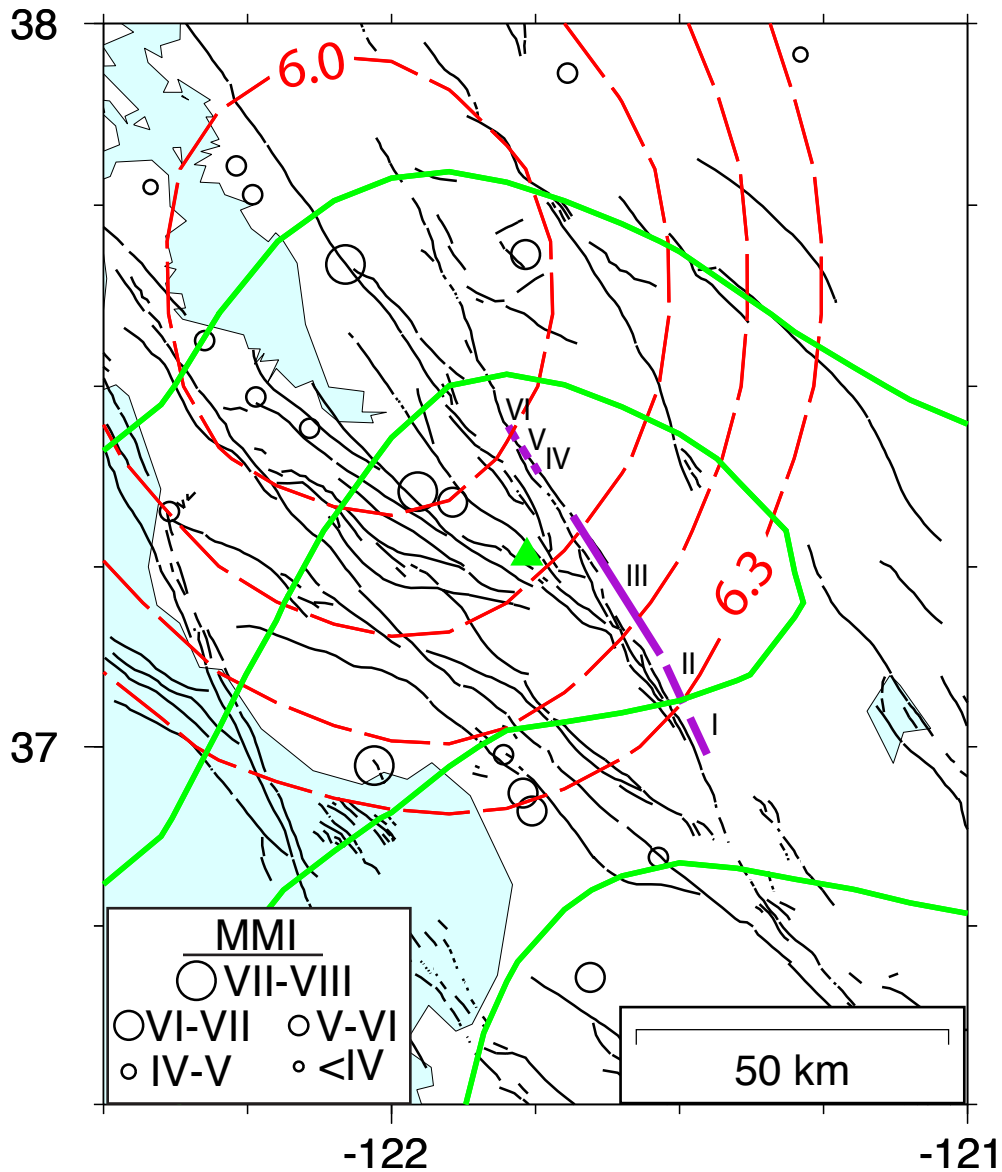 38
6.0
VI
V
IV
III
6.3
II
I
37
MMI
VII-VIII
VI-VII V-VI
IV-V <IV
50 km
-122 -121